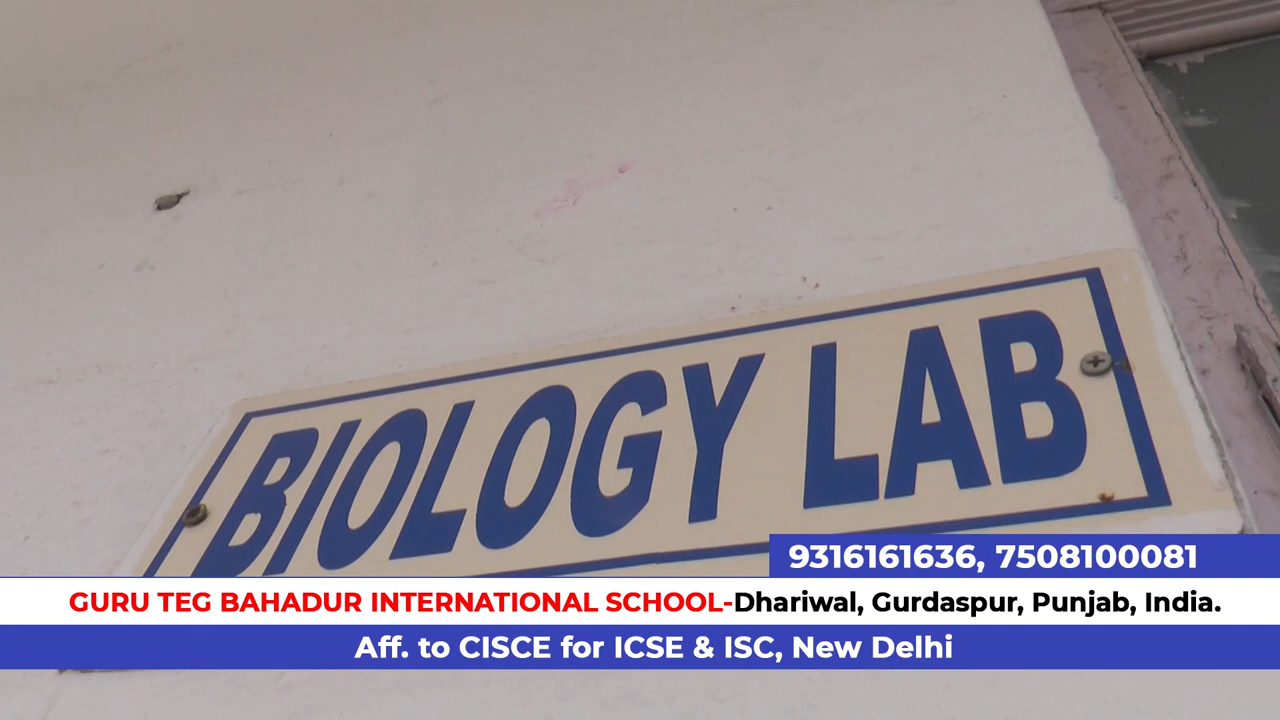 BIOLOGY LAB
9316161636, 7508100081
GURU TEG BAHADUR INTERNATIONAL SCHOOL-Dhariwal, Gurdaspur, Punjab, India.
Aff. to CISCE for ICSE & ISC, New Delhi